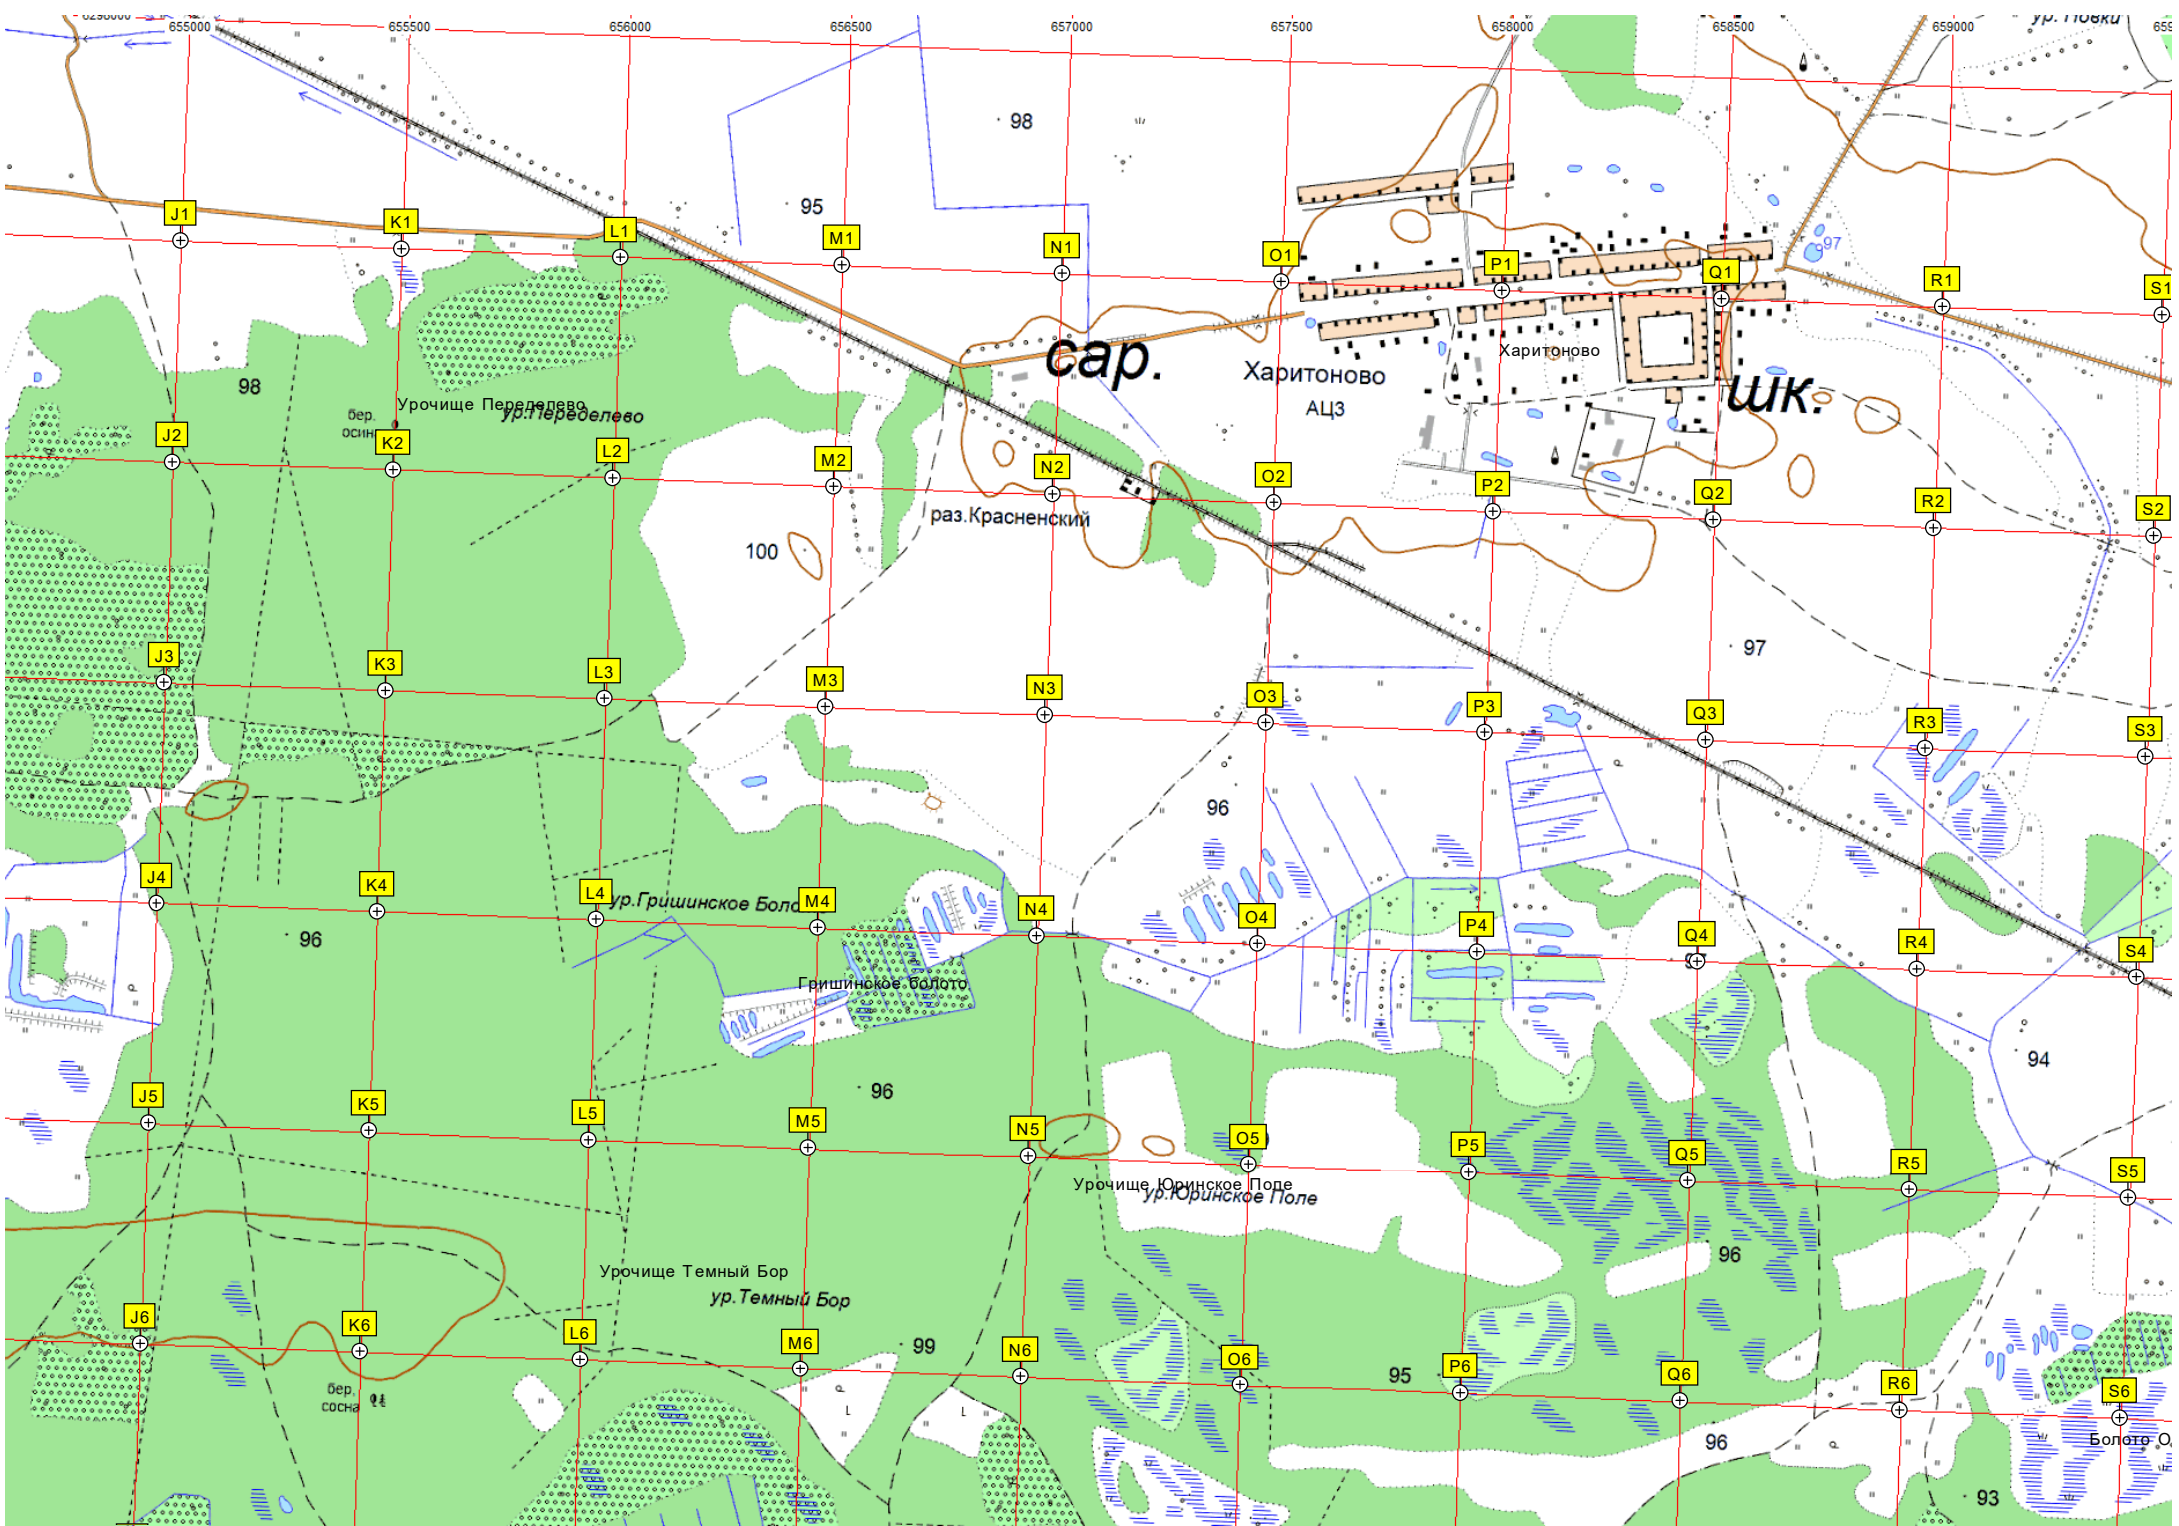 6298000
655000 655500 656000 656500 657000 657500 658000 658500 659000 659
ур. Новки
98
95
97
J1 K1 L1 M1 N1 O1 P1 Q1 R1 S1
сар.
Харитоново
Харитоново
АЦЗ
шк.
98
Урочище Переделево
ур.Переделево
бер.
осина
J2 K2 L2 M2 N2 O2 P2 Q2 R2 S2
раз.Красненский
100
97
J3 K3 L3 M3 N3 O3 P3 Q3 R3 S3
96
J4 K4 L4 M4 N4 O4 P4 Q4 R4 S4
ур.Гришинское Боло
96
Гришинское болото
94
96
J5 K5 L5 M5 N5 O5 P5 Q5 R5 S5
Урочище Юринское Поле
ур.Юринское Поле
96
Урочище Темный Бор
ур.Темный Бор
J6 K6 L6 M6 N6 O6 P6 Q6 R6 S6
99
95
бер.
сосна
96
Болото О
93